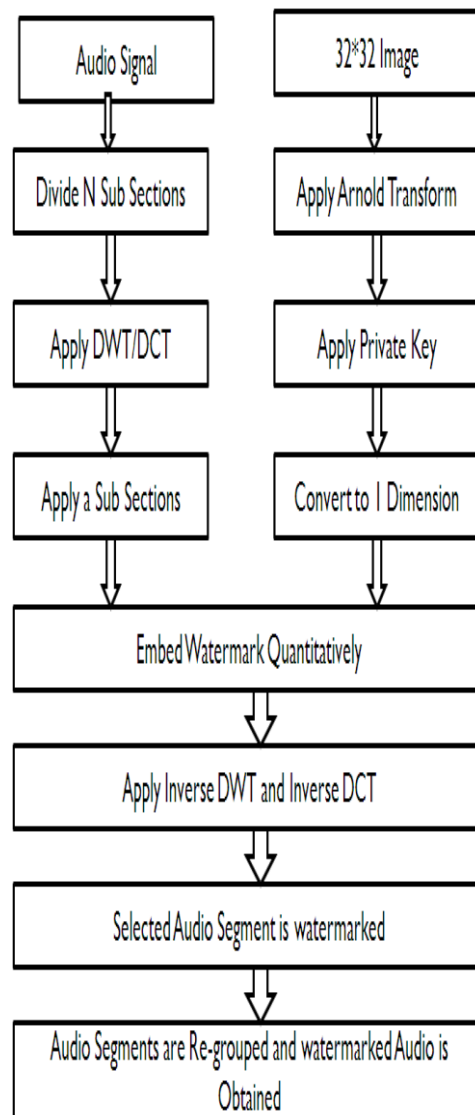 Audio Signal
Divide N Sub Sections
Apply DWT/DCT
Apply a Sub Sections
32*32 Image
Apply Arnold Transform
Apply Private Key
Convert to 1 Dimension
Embed Watermark Quantitatively
Apply Inverse DWT and Inverse DCT
Selected Audio Segment is watermarked
Audio Segments are Re-grouped and watermarked Audio is
Obtained